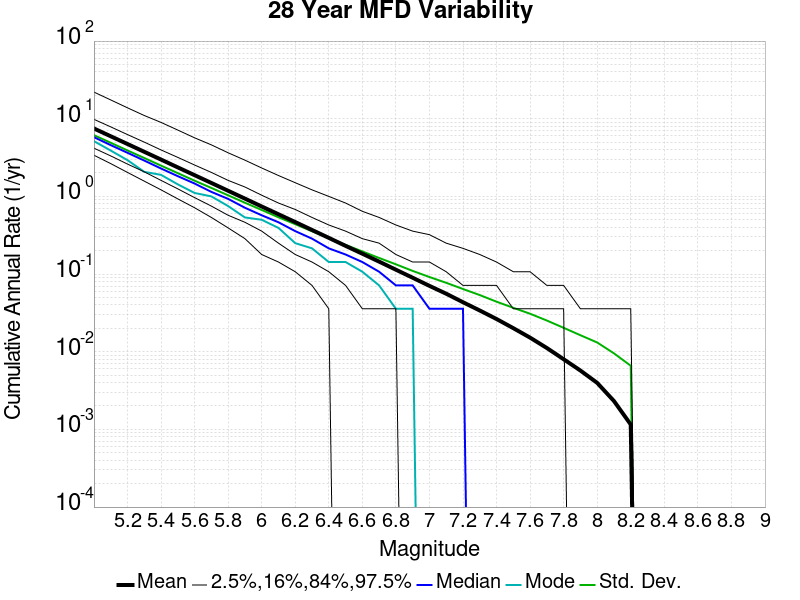 28 Year MFD Variability
Cumulative Annual Rate (1/yr)
10^2
10^1
10^0
10^-1
10^-2
10^-3
10^-4
5.2 5.4 5.6 5.8 6 6.2 6.4 6.6 6.8 7 7.2 7.4 7.6 7.8 8 8.2 8.4 8.6 8.8 9
Magnitude
Mean 2.5%,16%,84%,97.5% Median Mode Std. Dev.